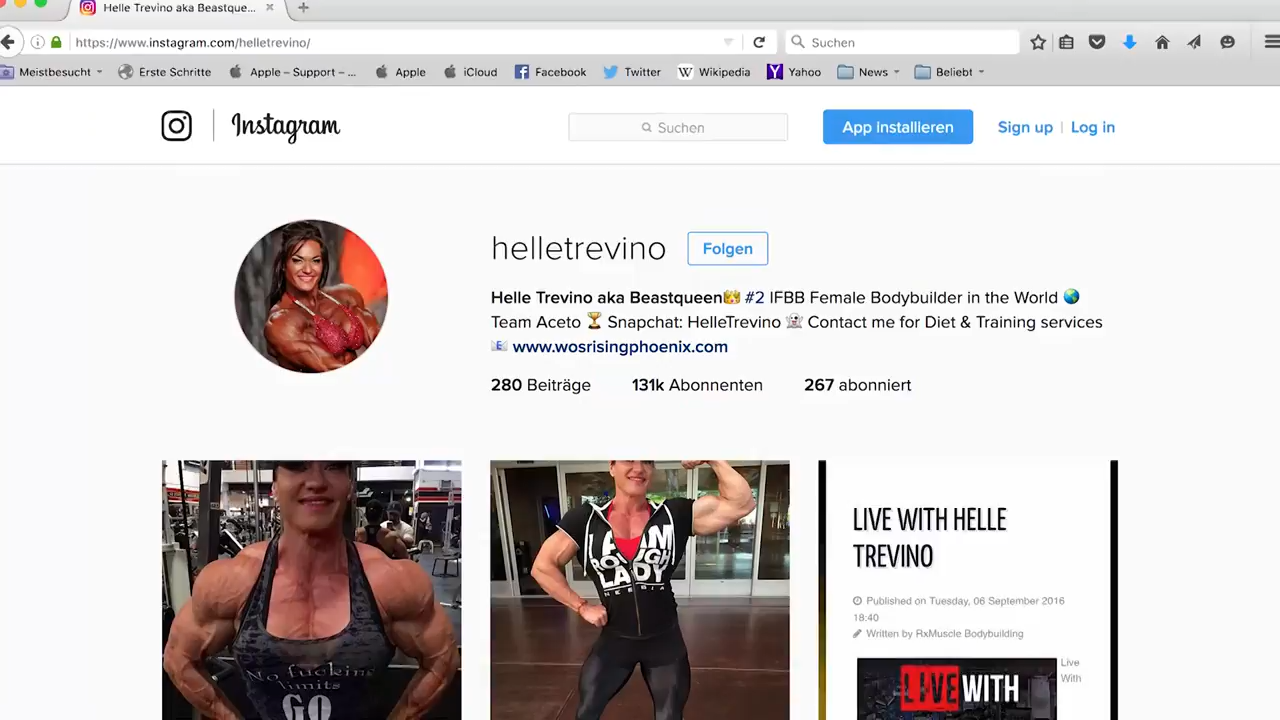 Helle Trevino aka Beastque...
https://www.instagram.com/helletrevino/
Suchen
Meistbesucht
Erste Schritte
Apple – Support – ...
Apple
iCloud
Facebook
Twitter
Wikipedia
Yahoo
News
Beliebt
Instagram
Suchen
App installieren
Sign up | Log in
helletrevino
Folgen
Helle Trevino aka Beastqueen👑 #2 IFBB Female Bodybuilder in the World 🌏
Team Aceto 🏆 Snapchat: HelleTrevino 👻 Contact me for Diet & Training services
📧 www.wosrisingphoenix.com
280 Beiträge
131k Abonnenten
267 abonniert
No fuckin
limits
GO
I AM
ROUGH
LADY
LIVE WITH HELLE
TREVINO
Published on Tuesday, 06 September 2016
18:40
Written by RxMuscle Bodybuilding
LIVE WITH
Live
With